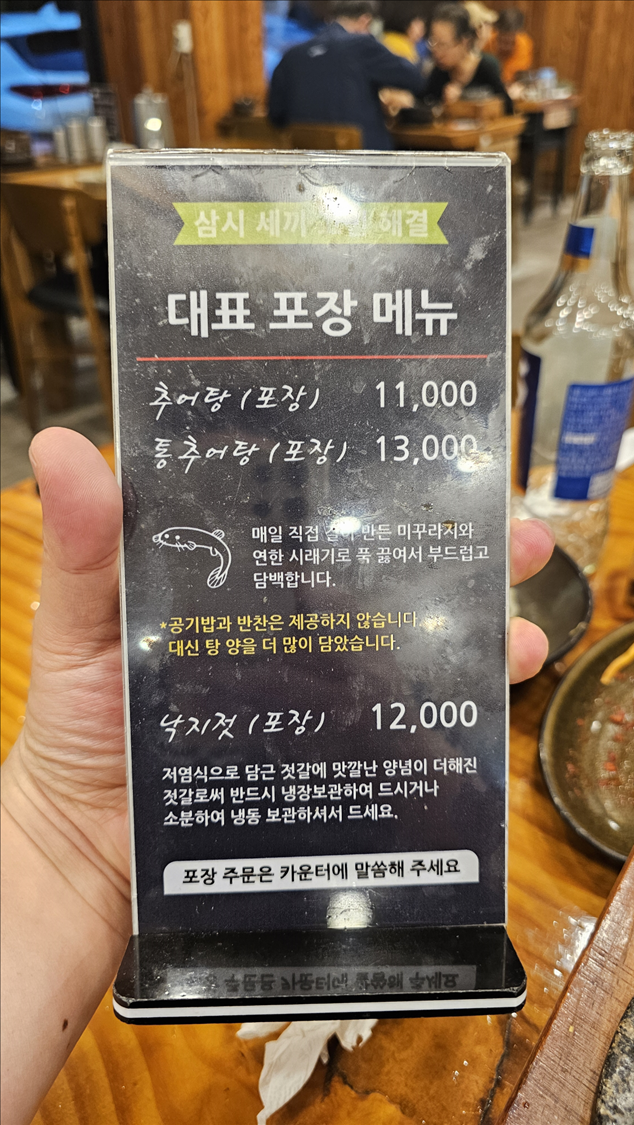 삼시 세끼 해결
대표 포장 메뉴
추어탕 (포장) 11,000
통추어탕 (포장) 13,000
매일 직접 만든 미꾸라지와
연한 시래기로 푹 끓여서 부드럽고
담백합니다.
*공기밥과 반찬은 제공하지 않습니다.
대신 탕 양을 더 많이 담았습니다.
낙지젓 (포장) 12,000
저염식으로 담근 젓갈에 맛깔난 양념이 더해진
젓갈로써 반드시 냉장보관하여 드시거나
소분하여 냉동 보관하셔서 드세요.
포장 주문은 카운터에 말씀해 주세요